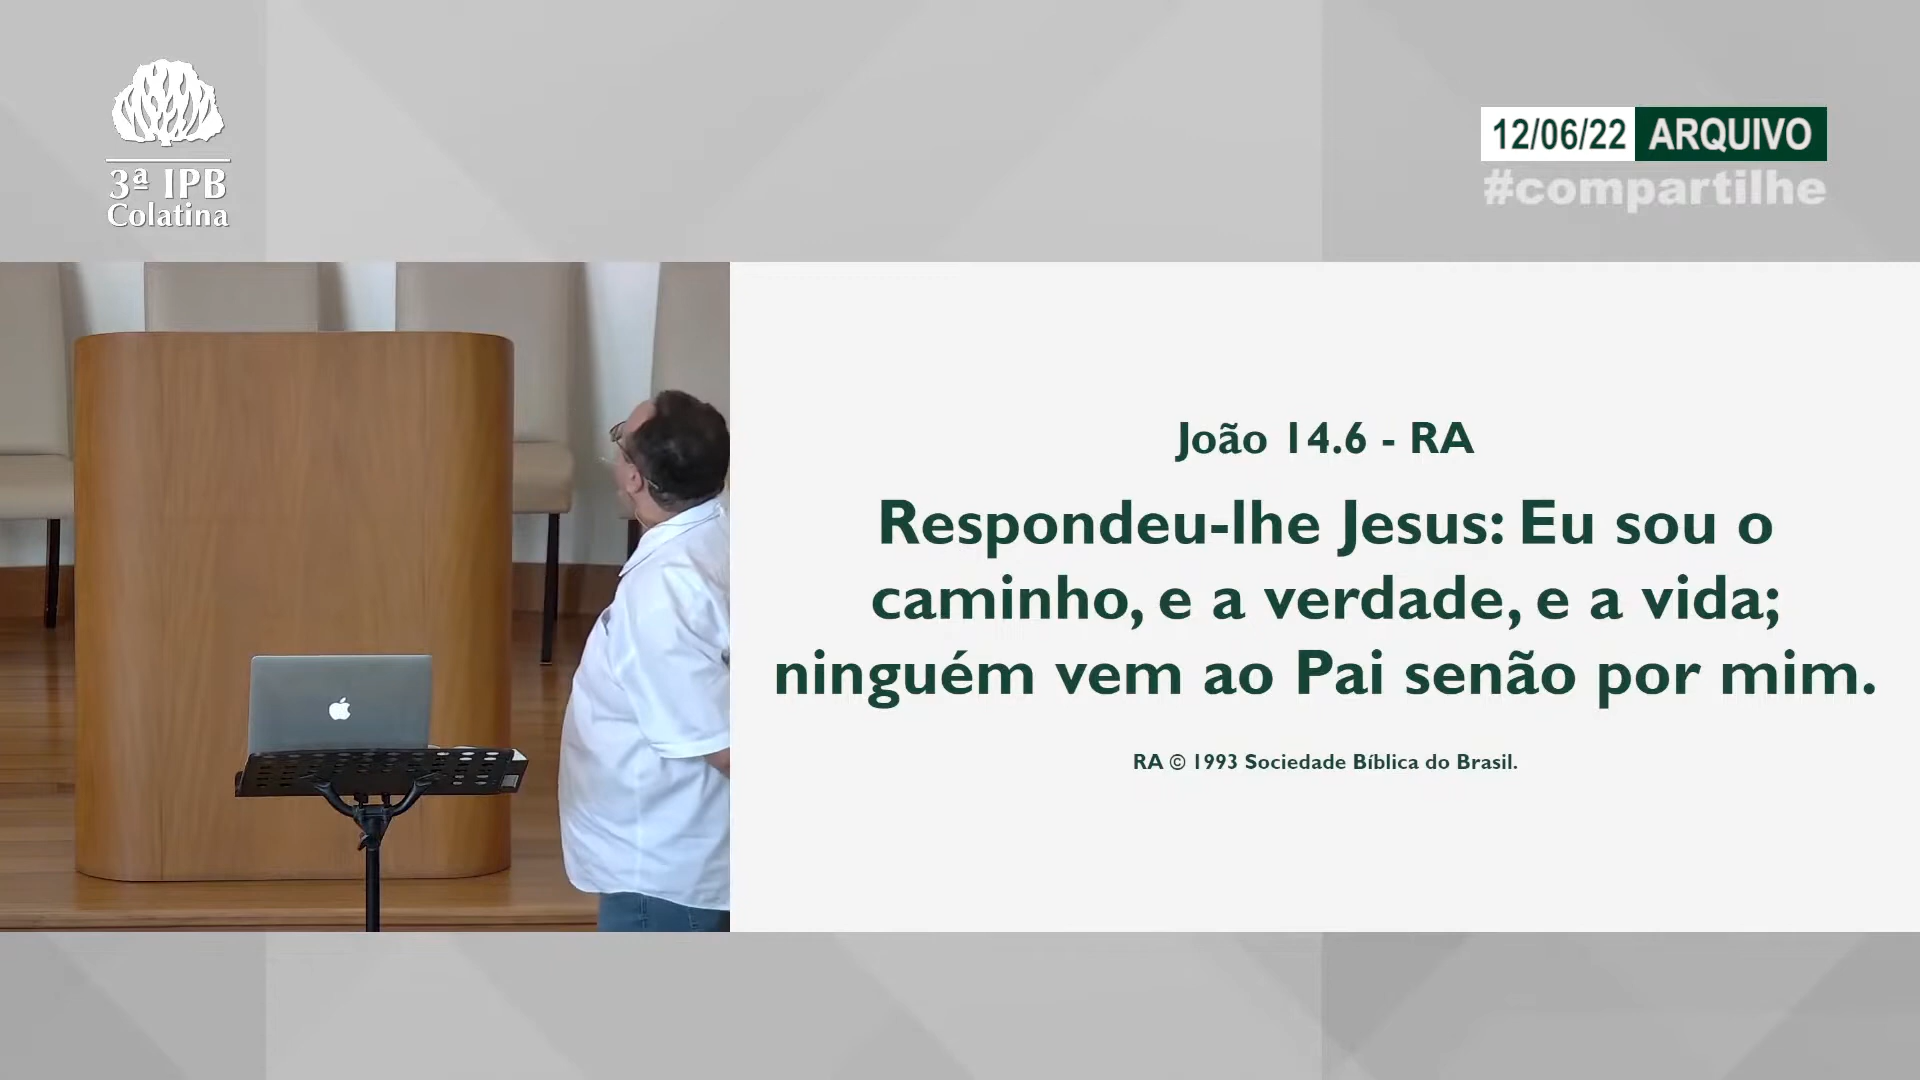 3ª IPB
Colatina
12/06/22 ARQUIVO
#compartilhe
João 14.6 - RA
Respondeu-lhe Jesus: Eu sou o
caminho, e a verdade, e a vida;
ninguém vem ao Pai senão por mim.
RA © 1993 Sociedade Bíblica do Brasil.